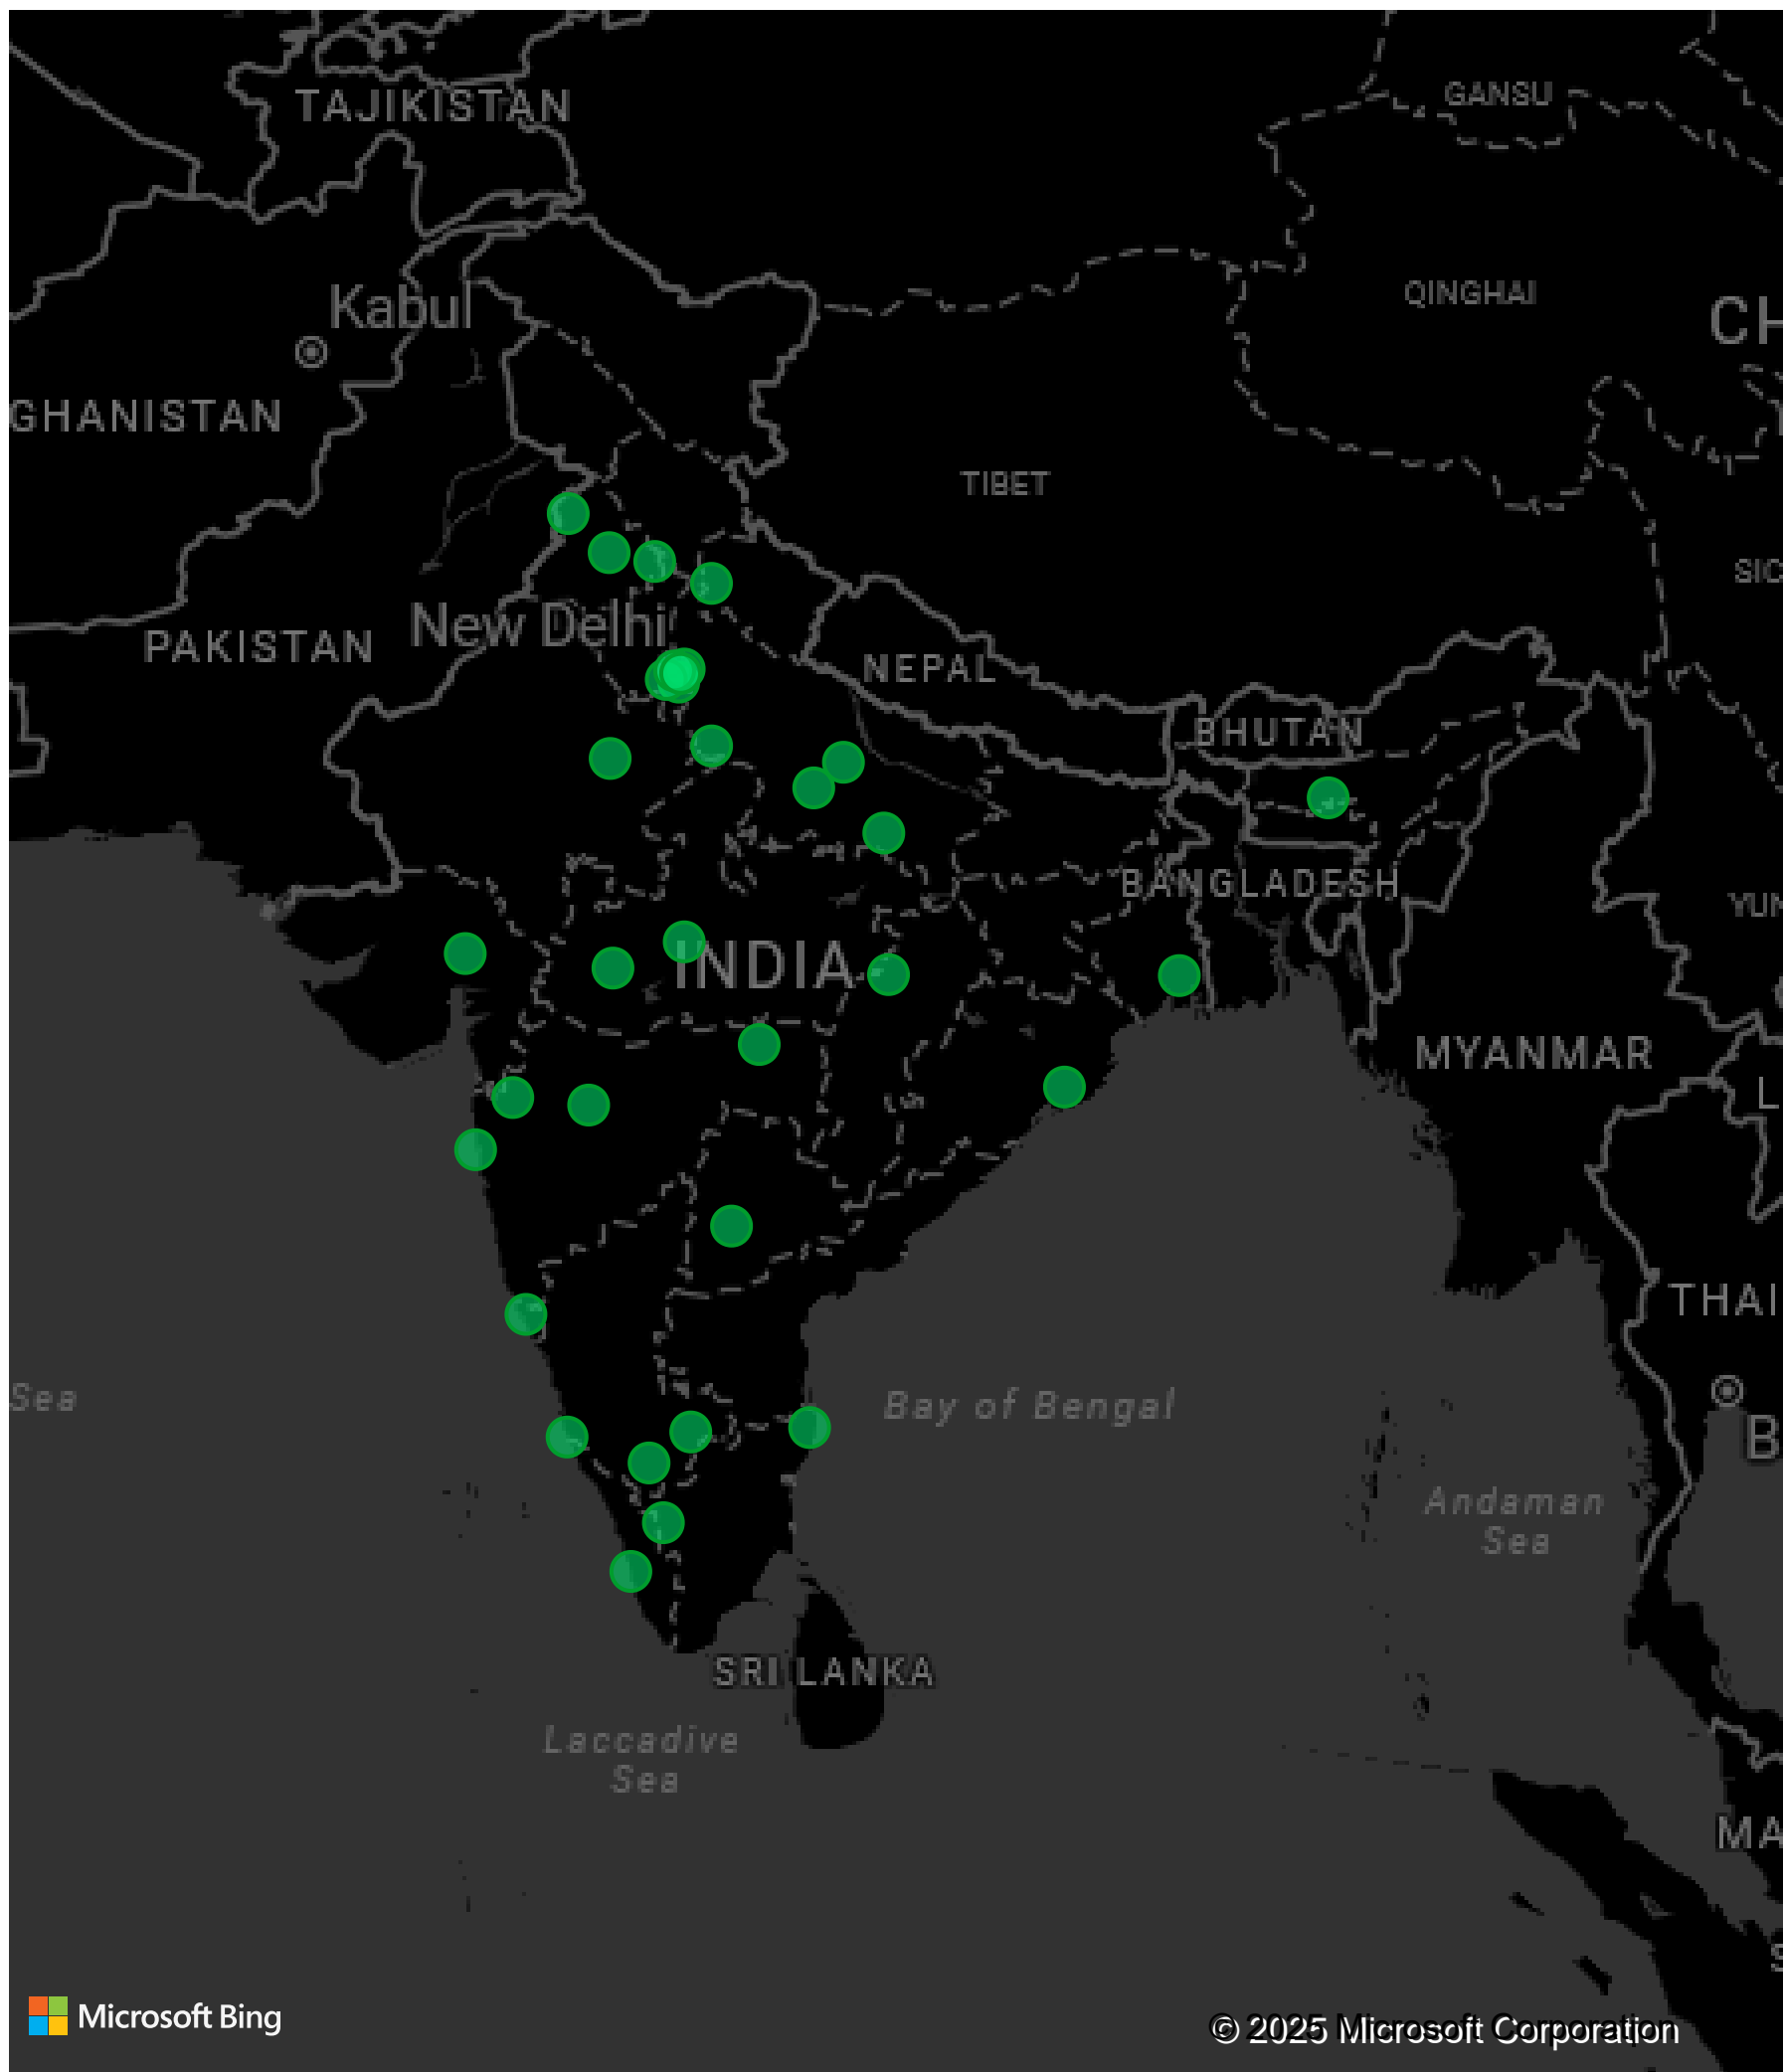 TAJIKISTAN
GANSU
QINGHAI
CH
Kabul
GHANISTAN
TIBET
SIC
New Delhi
PAKISTAN
NEPAL
BHUTAN
BANGLADESH
YUN
INDIA
MYANMAR
L
THAI
Sea
Bay of Bengal
B
Andaman
Sea
SRI LANKA
Laccadive
Sea
MA
S
Microsoft Bing
© 2025 Microsoft Corporation